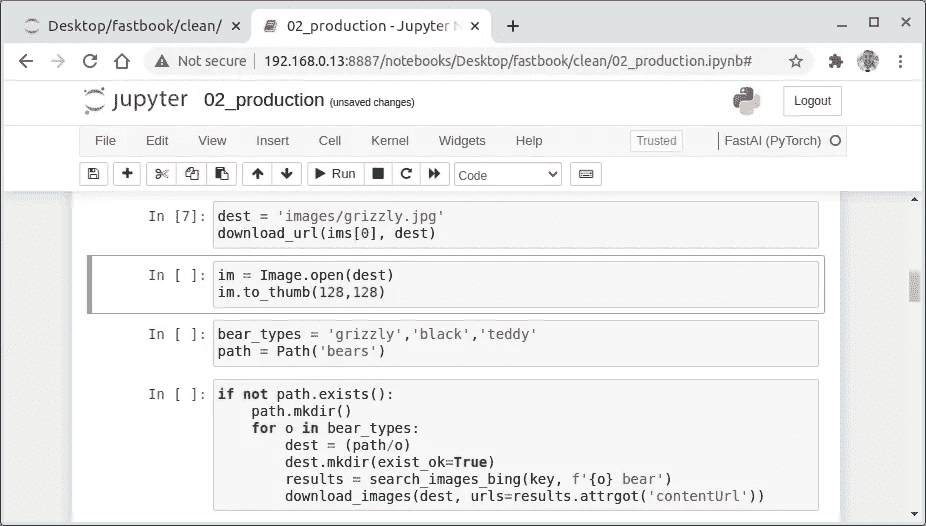 Desktop/fastbook/clean/
02_production - Jupyter N
Not secure 192.168.0.13:8887/notebooks/Desktop/fastbook/clean/02_production.ipynb#
jupyter 02_production (unsaved changes) Logout
File Edit View Insert Cell Kernel Widgets Help Trusted FastAI (PyTorch)
Run Code
In [7]: dest = 'images/grizzly.jpg'
download_url(ims[0], dest)
In [ ]: im = Image.open(dest)
im.to_thumb(128,128)
In [ ]: bear_types = 'grizzly','black','teddy'
path = Path('bears')
In [ ]: if not path.exists():
path.mkdir()
for o in bear_types:
dest = (path/o)
dest.mkdir(exist_ok=True)
results = search_images_bing(key, f'{o} bear')
download_images(dest, urls=results.attrgot('contentUrl'))